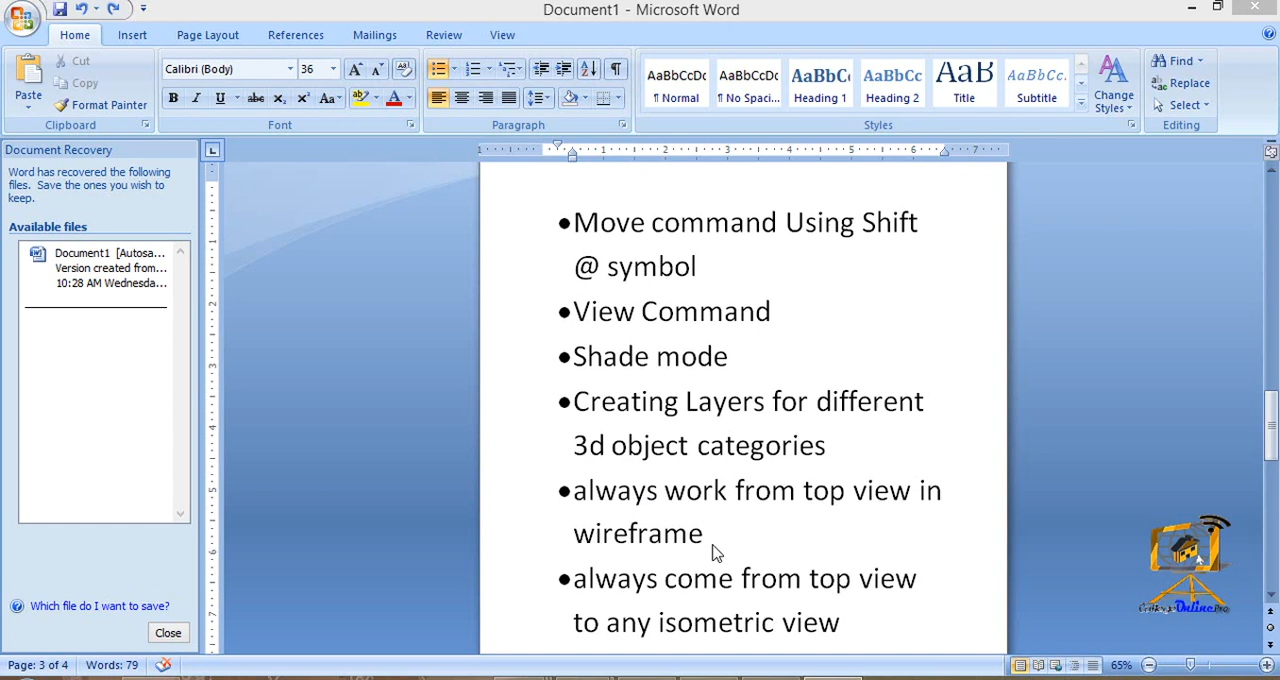 Document1 - Microsoft Word
Home Insert Page Layout References Mailings Review View
Cut
Copy
Format Painter
Paste
Clipboard
Calibri (Body) 36
Font
Paragraph
AaBbCcDc AaBbCcDc AaBbC AaBbCc AaB AaBbCc.
¶ Normal ¶ No Spaci... Heading 1 Heading 2 Title Subtitle
Change
Styles
Styles
Find
Replace
Select
Editing
Document Recovery
Word has recovered the following
files. Save the ones you wish to
keep.
Available files
Document1 [Autosa...
Version created from...
10:28 AM Wednesda...
Which file do I want to save?
Close
•Move command Using Shift
@ symbol
•View Command
•Shade mode
•Creating Layers for different
3d object categories
•always work from top view in
wireframe
•always come from top view
to any isometric view
CollegeOnlinePro
Page: 3 of 4 Words: 79
65%